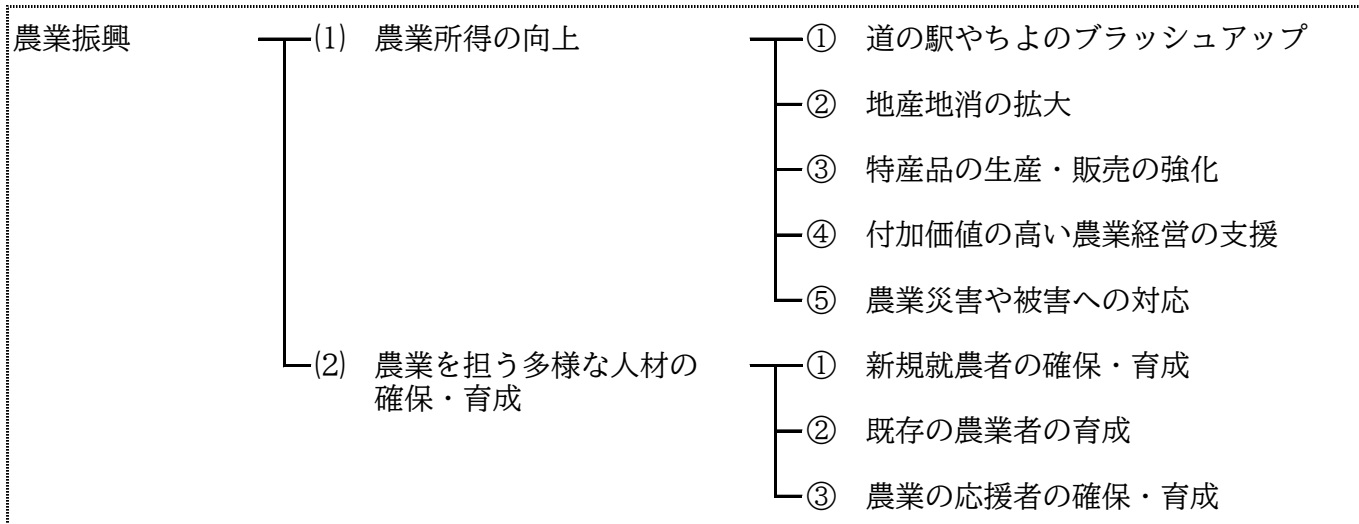 農業振興
⑴ 農業所得の向上
① 道の駅やちよのブラッシュアップ
② 地産地消の拡大
③ 特産品の生産・販売の強化
④ 付加価値の高い農業経営の支援
⑤ 農業災害や被害への対応
⑵ 農業を担う多様な人材の
確保・育成
① 新規就農者の確保・育成
② 既存の農業者の育成
③ 農業の応援者の確保・育成